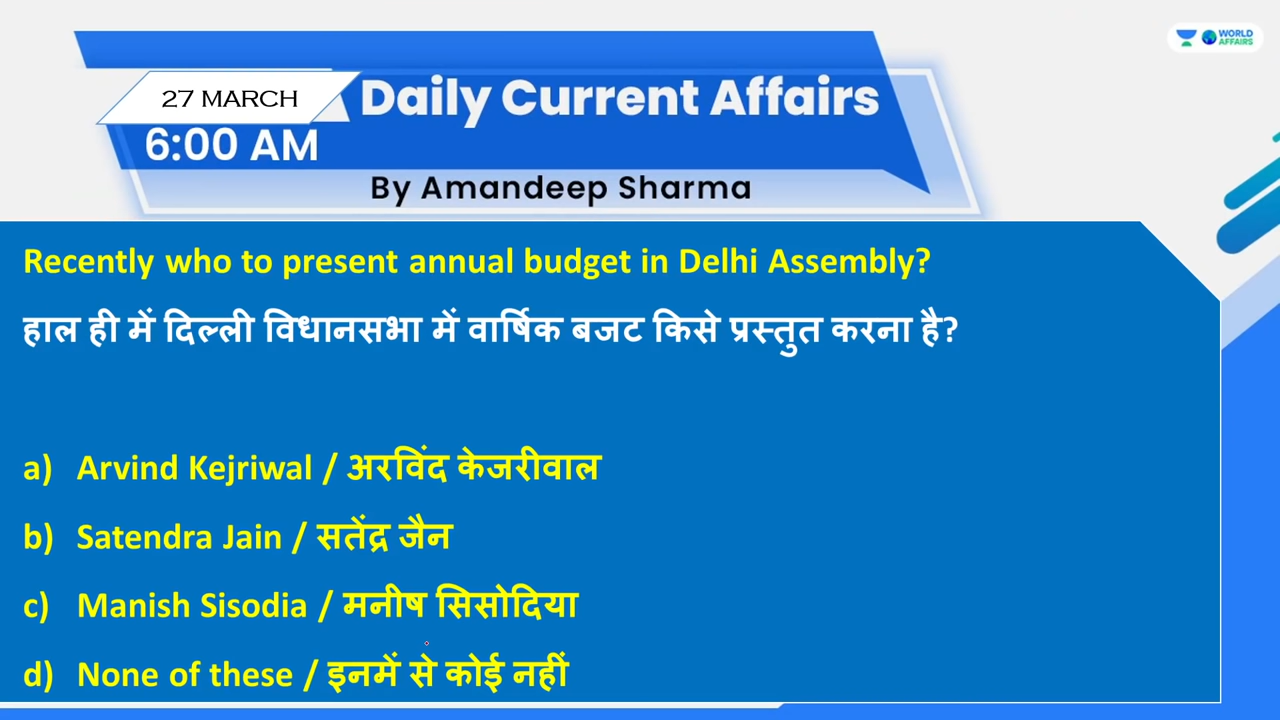 WORLD
AFFAIRS
27 MARCH
Daily Current Affairs
6:00 AM
By Amandeep Sharma
Recently who to present annual budget in Delhi Assembly?
हाल ही में दिल्ली विधानसभा में वार्षिक बजट किसे प्रस्तुत करना है?
a) Arvind Kejriwal / अरविंद केजरीवाल
b) Satendra Jain / सतेंद्र जैन
c) Manish Sisodia / मनीष सिसोदिया
d) None of these / इनमें से कोई नहीं